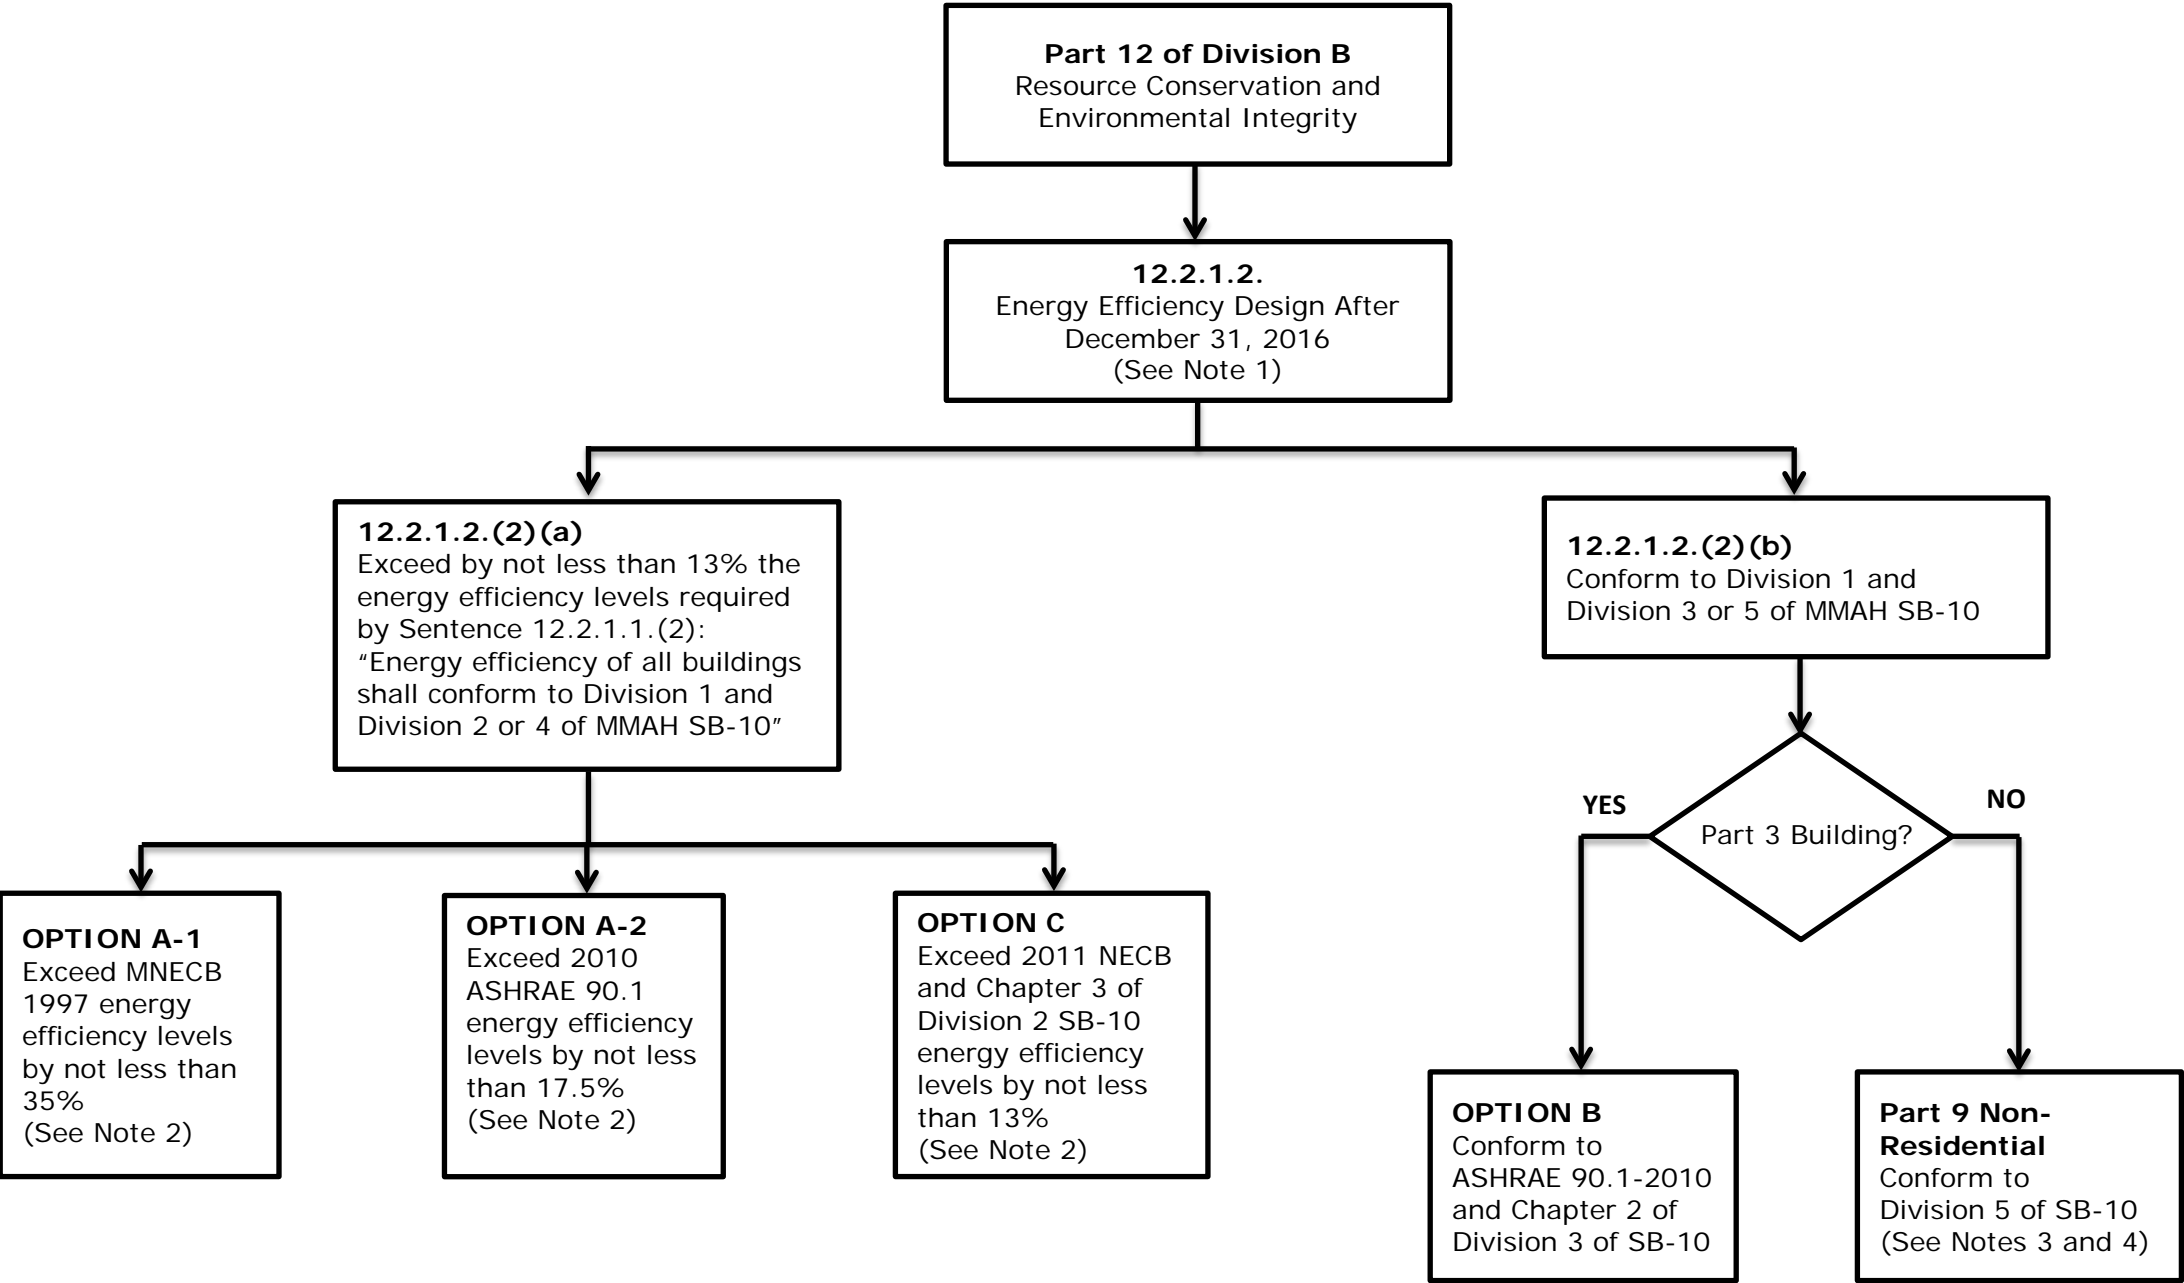 Part 12 of Division B
Resource Conservation and
Environmental Integrity
12.2.1.2.
Energy Efficiency Design After
December 31, 2016
(See Note 1)
12.2.1.2.(2)(a)
Exceed by not less than 13% the
energy efficiency levels required
by Sentence 12.2.1.1.(2):
“Energy efficiency of all buildings
shall conform to Division 1 and
Division 2 or 4 of MMAH SB-10”
12.2.1.2.(2)(b)
Conform to Division 1 and
Division 3 or 5 of MMAH SB-10
YES
NO
Part 3 Building?
OPTION A-1
Exceed MNECB
1997 energy
efficiency levels
by not less than
35%
(See Note 2)
OPTION A-2
Exceed 2010
ASHRAE 90.1
energy efficiency
levels by not less
than 17.5%
(See Note 2)
OPTION C
Exceed 2011 NECB
and Chapter 3 of
Division 2 SB-10
energy efficiency
levels by not less
than 13%
(See Note 2)
OPTION B
Conform to
ASHRAE 90.1-2010
and Chapter 2 of
Division 3 of SB-10
Part 9 Non-
Residential
Conform to
Division 5 of SB-10
(See Notes 3 and 4)